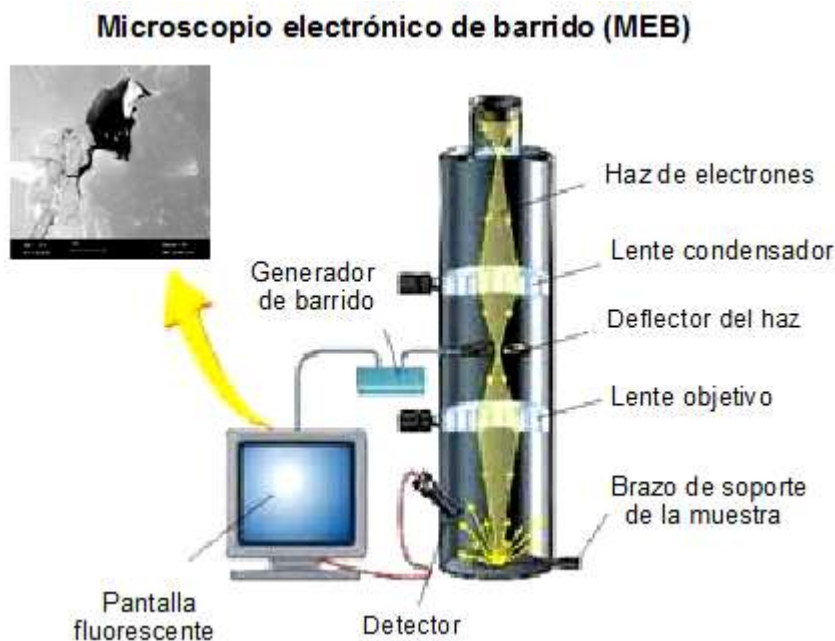 Microscopio electrónico de barrido (MEB)
Haz de electrones
Lente condensador
Generador
de barrido
Deflector del haz
Lente objetivo
Brazo de soporte
de la muestra
Pantalla
fluorescente
Detector